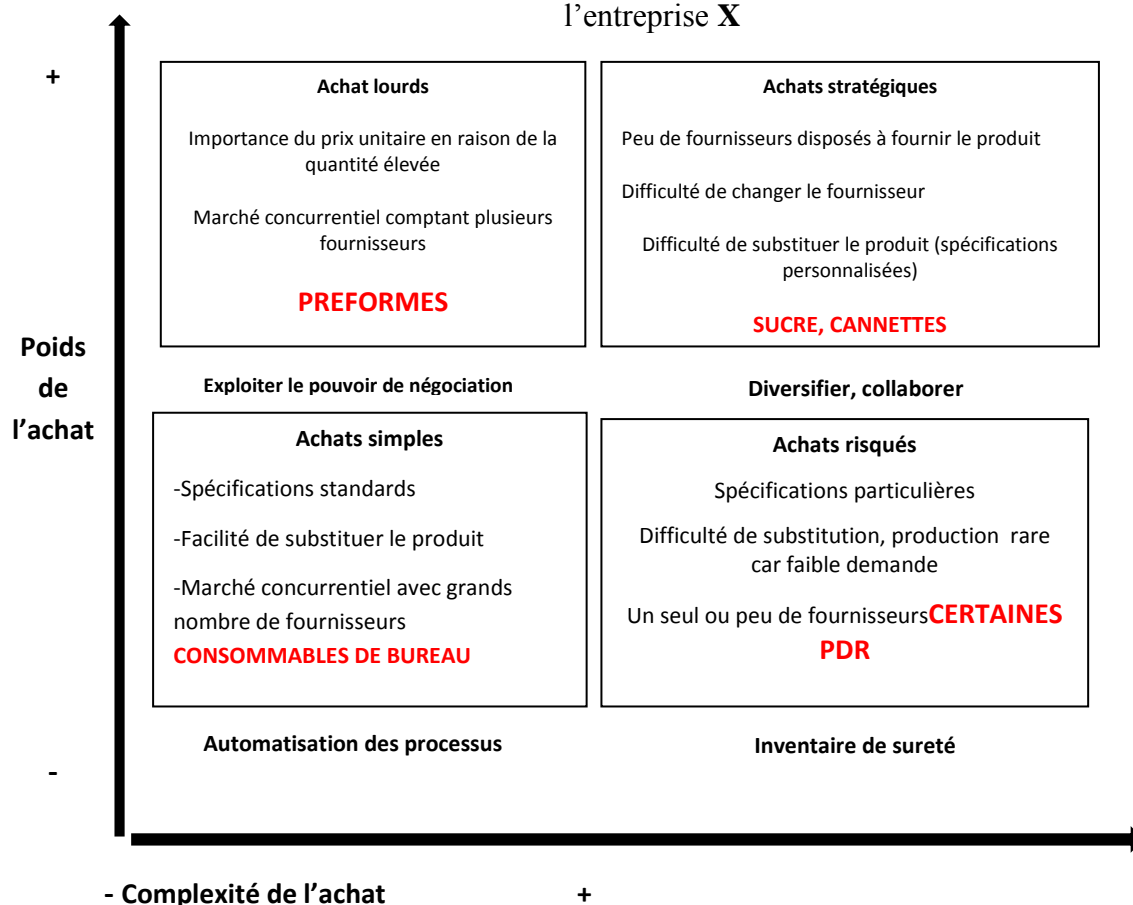 l’entreprise X
+
Achat lourds
Importance du prix unitaire en raison de la
quantité élevée
Marché concurrentiel comptant plusieurs
fournisseurs
PREFORMES
Exploiter le pouvoir de négociation
Achats stratégiques
Peu de fournisseurs disposés à fournir le produit
Difficulté de changer le fournisseur
Difficulté de substituer le produit (spécifications
personnalisées)
SUCRE, CANNETTES
Diversifier, collaborer
Poids
de
l’achat
Achats simples
-Spécifications standards
-Facilité de substituer le produit
-Marché concurrentiel avec grands
nombre de fournisseurs
CONSOMMABLES DE BUREAU
Automatisation des processus
Achats risqués
Spécifications particulières
Difficulté de substitution, production rare
car faible demande
Un seul ou peu de fournisseursCERTAINES
PDR
Inventaire de sureté
-
- Complexité de l’achat +